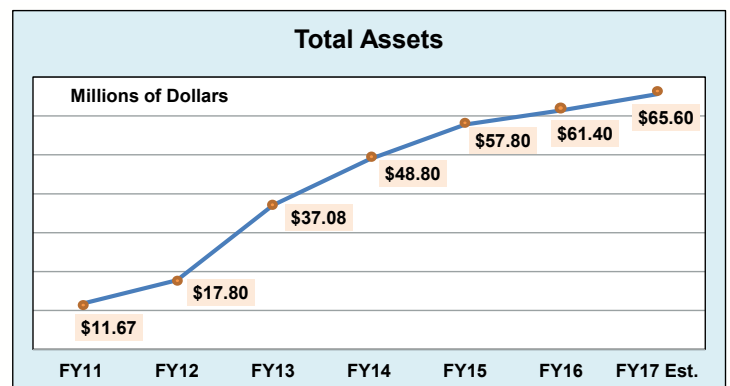 Total Assets
Millions of Dollars
$65.60
$61.40
$57.80
$48.80
$37.08
$17.80
$11.67
FY11 FY12 FY13 FY14 FY15 FY16 FY17 Est.